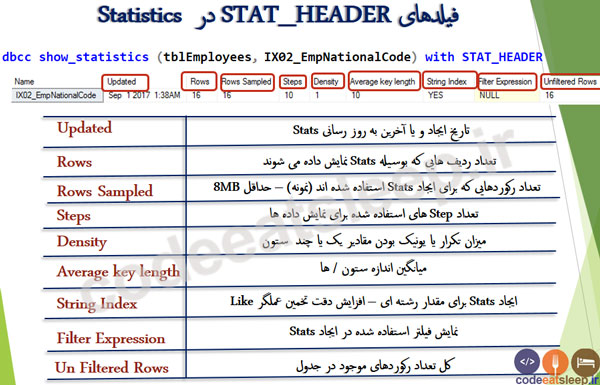 فیلدهای STAT_HEADER در Statistics
dbcc show_statistics (tblEmployees, IX02_EmpNationalCode) with STAT_HEADER
Name Updated Rows Rows Sampled Steps Density Average key length String Index Filter Expression Unfiltered Rows
IX02_EmpNationalCode Sep 1 2017 1:38AM 16 16 10 1 10 YES NULL 16
Updated تاریخ ایجاد و یا آخرین به روز رسانی Stats
Rows تعداد ردیف هایی که بوسیله Stats نمایش داده می شوند
Rows Sampled تعداد رکوردهایی که برای ایجاد Stats استفاده شده اند (نمونه) – حداقل 8MB
Steps تعداد Step های استفاده شده برای نمایش داده ها
Density میزان تکرار یا یونیک بودن مقادیر یک یا چند ستون
Average key length میانگین اندازه ستون / ها
String Index ایجاد Stats برای مقدار رشته ای – افزایش دقت تخمین عملگر Like
Filter Expression نمایش فیلتر استفاده شده در ایجاد Stats
Un Filtered Rows کل تعداد رکوردهای موجود در جدول
codeeatsleep.ir
codeeatsleep.ir